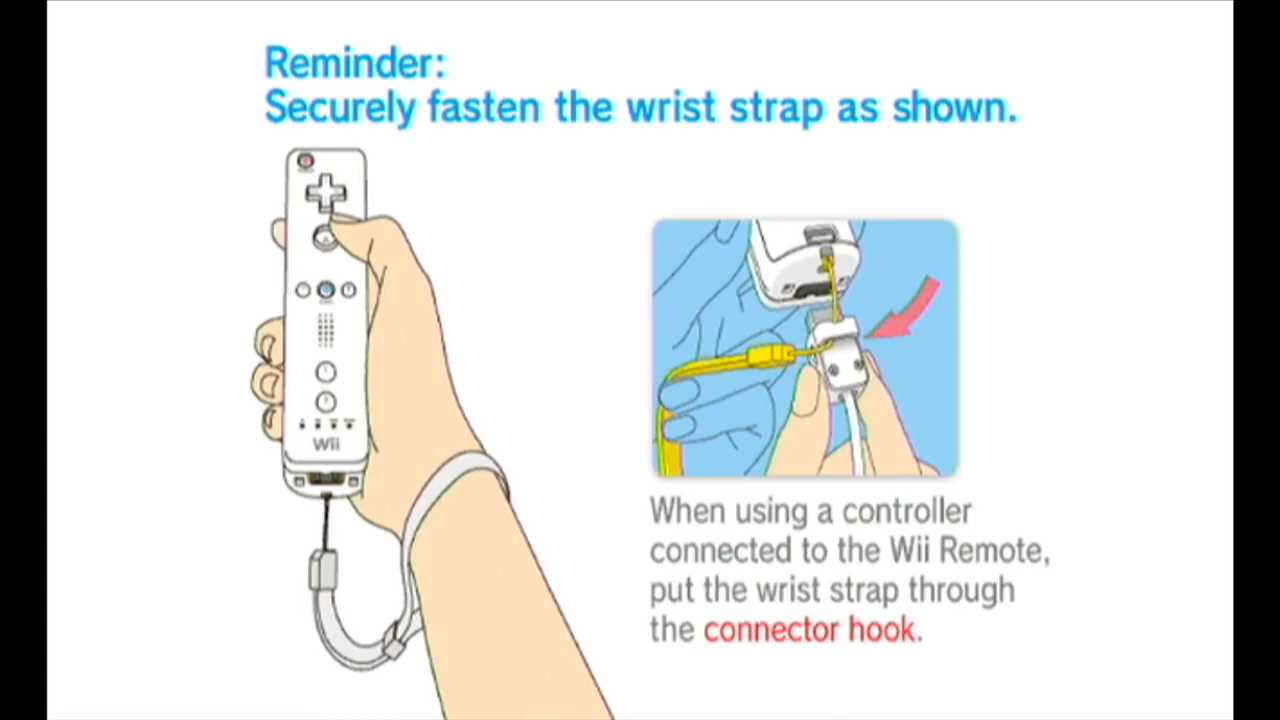 Reminder:
Securely fasten the wrist strap as shown.
Wii
When using a controller
connected to the Wii Remote,
put the wrist strap through
the connector hook.